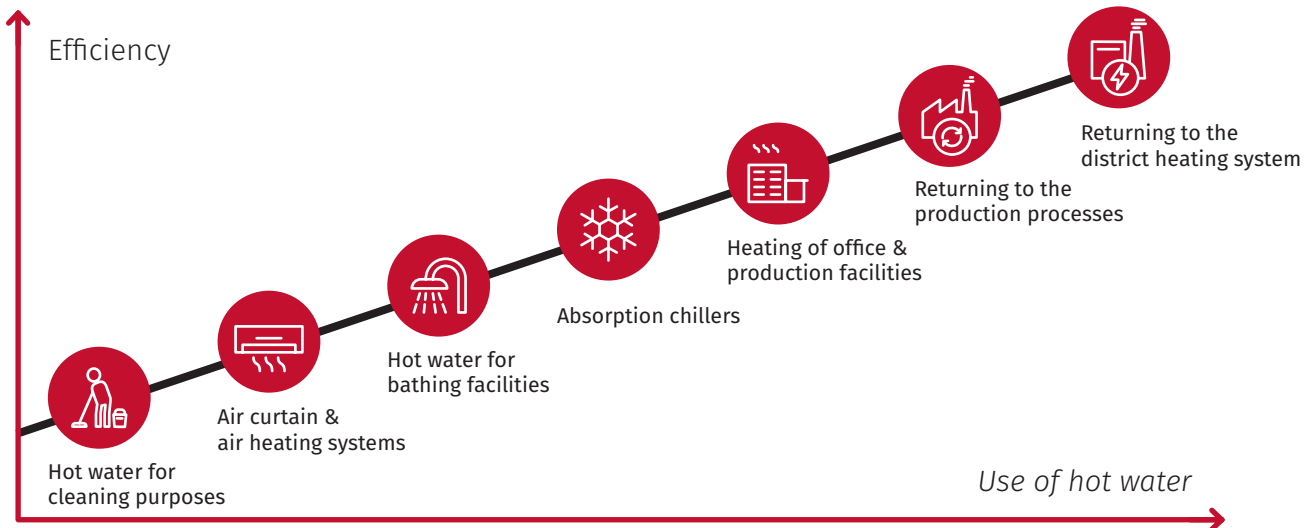 Efficiency
Returning to the
district heating system
Returning to the
production processes
Heating of office &
production facilities
Absorption chillers
Hot water for
bathing facilities
Air curtain &
air heating systems
Hot water for
cleaning purposes
Use of hot water